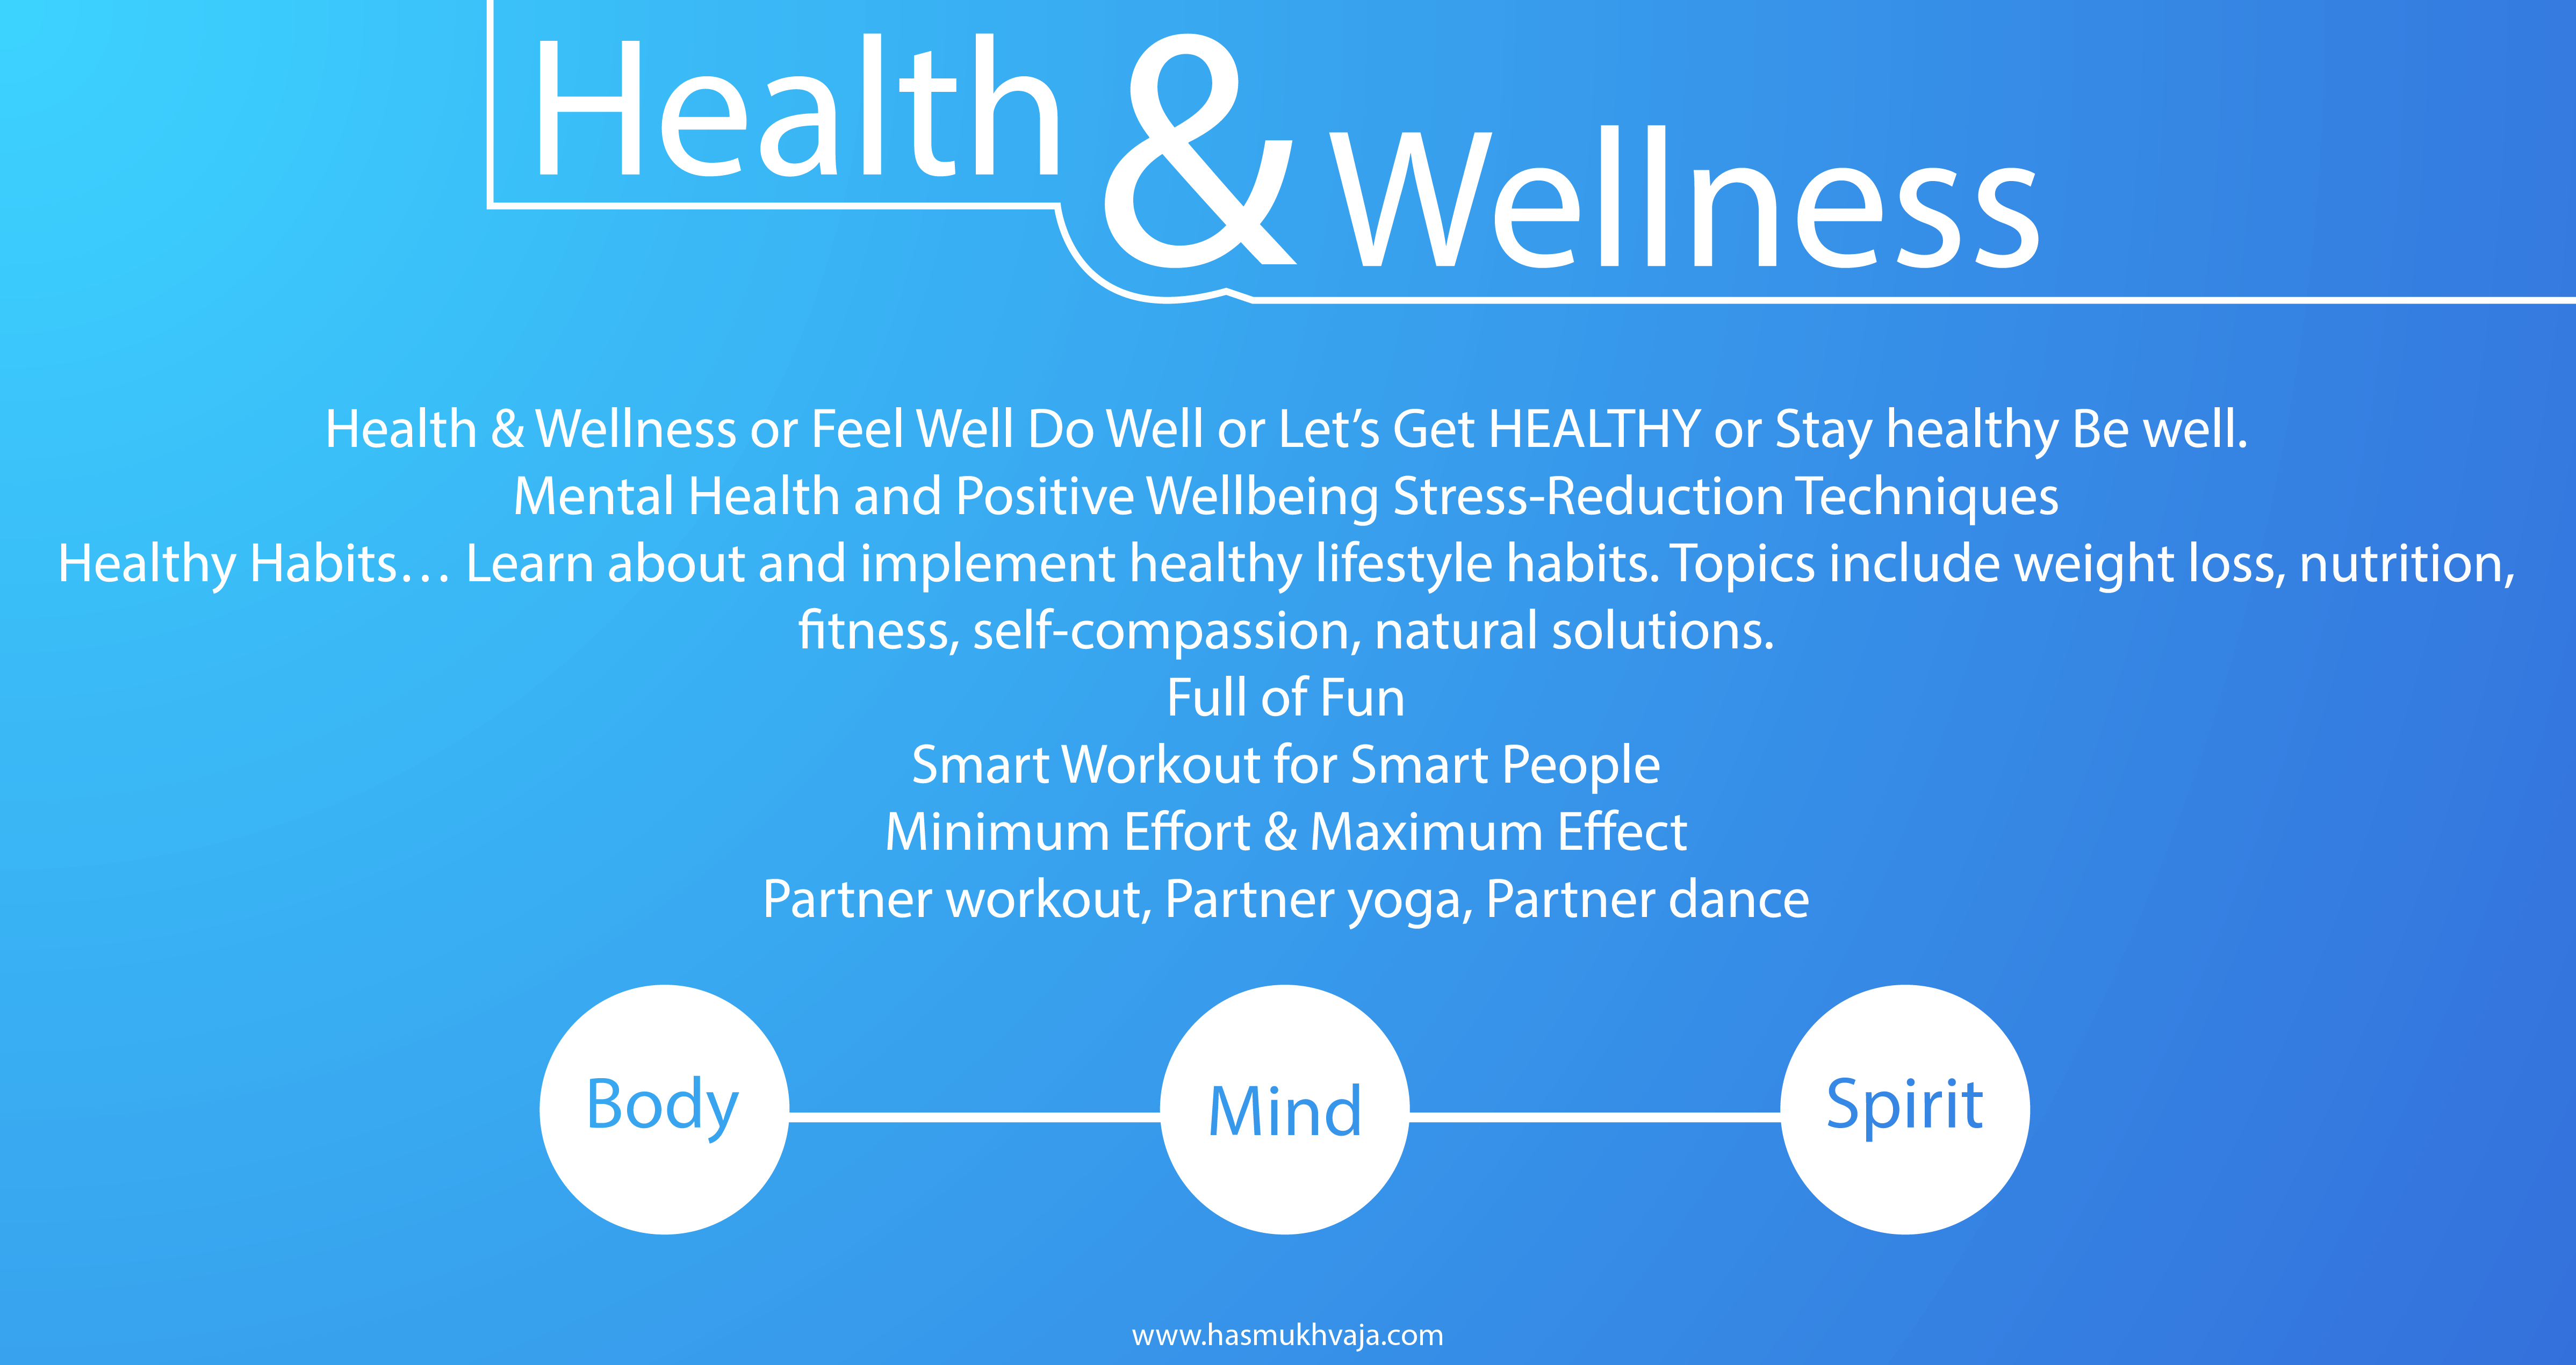 Health & Wellness
Health & Wellness or Feel Well Do Well or Let’s Get HEALTHY or Stay healthy Be well.
Mental Health and Positive Wellbeing Stress-Reduction Techniques
Healthy Habits… Learn about and implement healthy lifestyle habits. Topics include weight loss, nutrition,
fitness, self-compassion, natural solutions.
Full of Fun
Smart Workout for Smart People
Minimum Effort & Maximum Effect
Partner workout, Partner yoga, Partner dance
Body
Mind
Spirit
www.hasmukhvaja.com